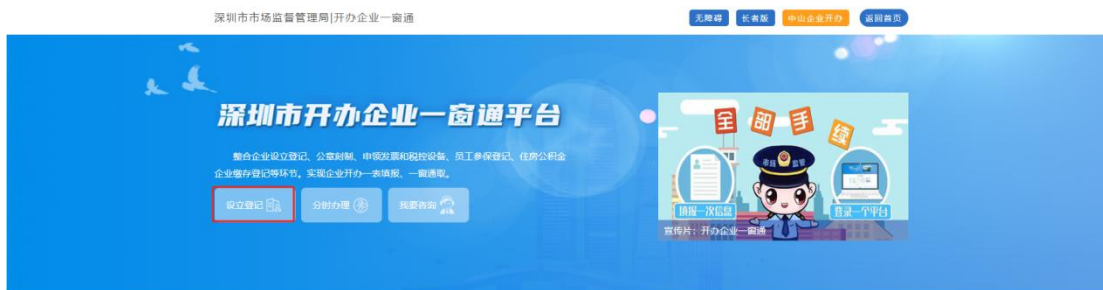 深圳市市场监督管理局|开办企业一窗通
无障碍 长者版 中山企业开办 返回首页
深圳市开办企业一窗通平台
整合企业设立登记、公章刻制、申领发票和税控设备、员工参保登记、住房公积金
企业缴存登记等环节。实现企业开办一表填报、一窗通取。
设立登记 分时办理 我要咨询
全部手续
市场监管
填报一次信息 登录一个平台
宣传片：开办企业一窗通